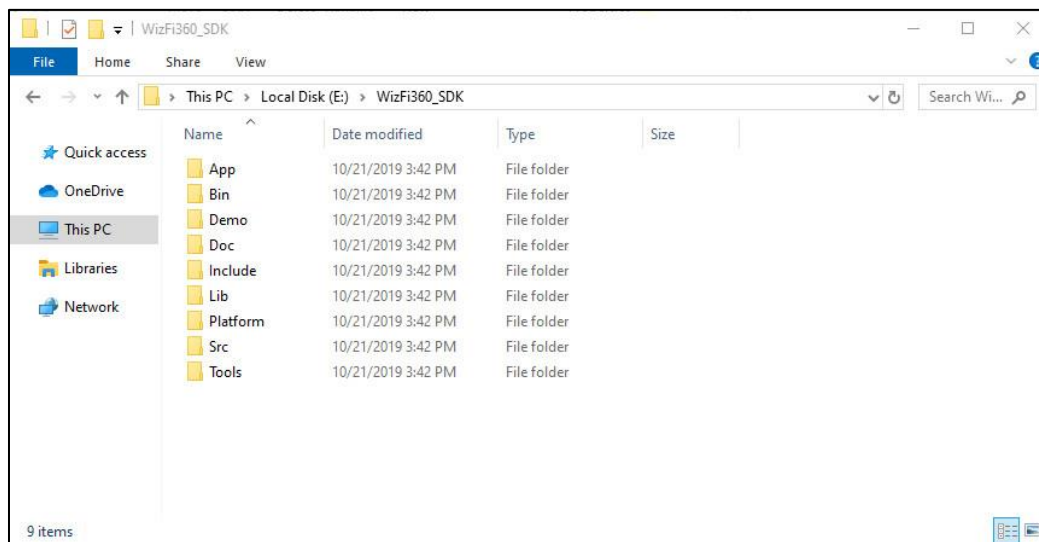 WizFi360_SDK
File Home Share View
This PC > Local Disk (E:) > WizFi360_SDK
Search Wi...
Name Date modified Type Size
Quick access
OneDrive
This PC
Libraries
Network
App 10/21/2019 3:42 PM File folder
Bin 10/21/2019 3:42 PM File folder
Demo 10/21/2019 3:42 PM File folder
Doc 10/21/2019 3:42 PM File folder
Include 10/21/2019 3:42 PM File folder
Lib 10/21/2019 3:42 PM File folder
Platform 10/21/2019 3:42 PM File folder
Src 10/21/2019 3:42 PM File folder
Tools 10/21/2019 3:42 PM File folder
9 items